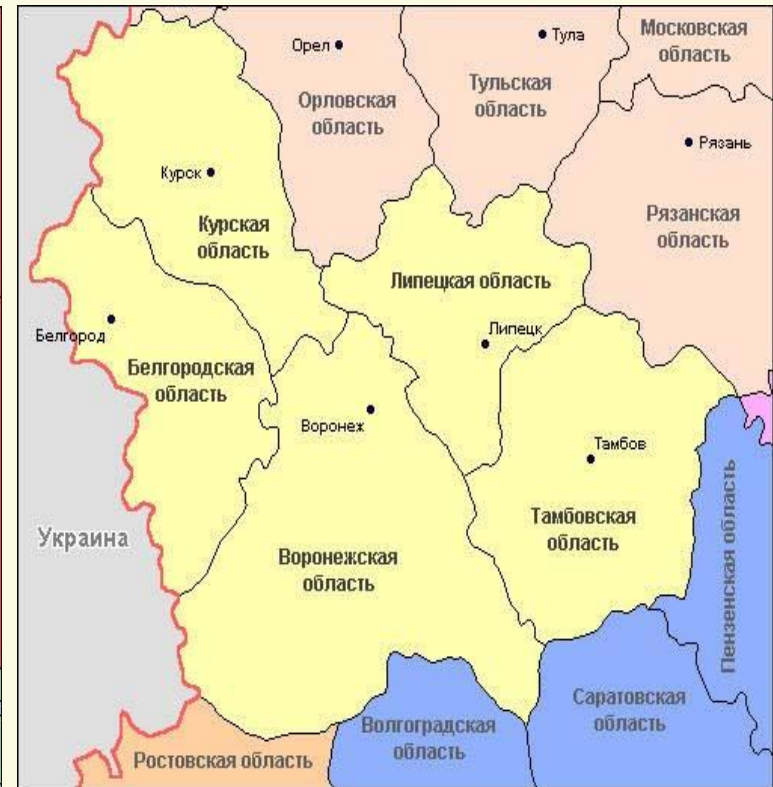 Московская
область
Орел
Тула
Орловская
область
Тульская
область
Рязань
Курск
Курская
область
Рязанская
область
Липецкая область
Белгород
Липецк
Белгородская
область
Воронеж
Тамбов
Украина
Воронежская
область
Тамбовская
область
Пензенская область
Саратовская
область
Волгоградская
область
Ростовская область